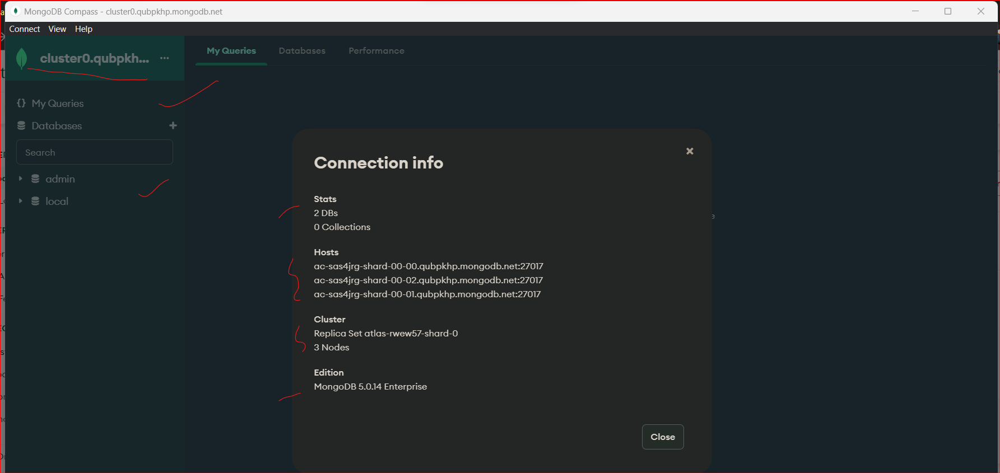 MongoDB Compass - cluster0.qubpkhp.mongodb.net
Connect View Help
cluster0.qubpkh... ...
My Queries Databases Performance
{} My Queries
Databases +
Search
admin
local
Connection info
Stats
2 DBs
0 Collections
Hosts
ac-sas4jrg-shard-00-00.qubpkhp.mongodb.net:27017
ac-sas4jrg-shard-00-02.qubpkhp.mongodb.net:27017
ac-sas4jrg-shard-00-01.qubpkhp.mongodb.net:27017
Cluster
Replica Set atlas-rwew57-shard-0
3 Nodes
Edition
MongoDB 5.0.14 Enterprise
Close